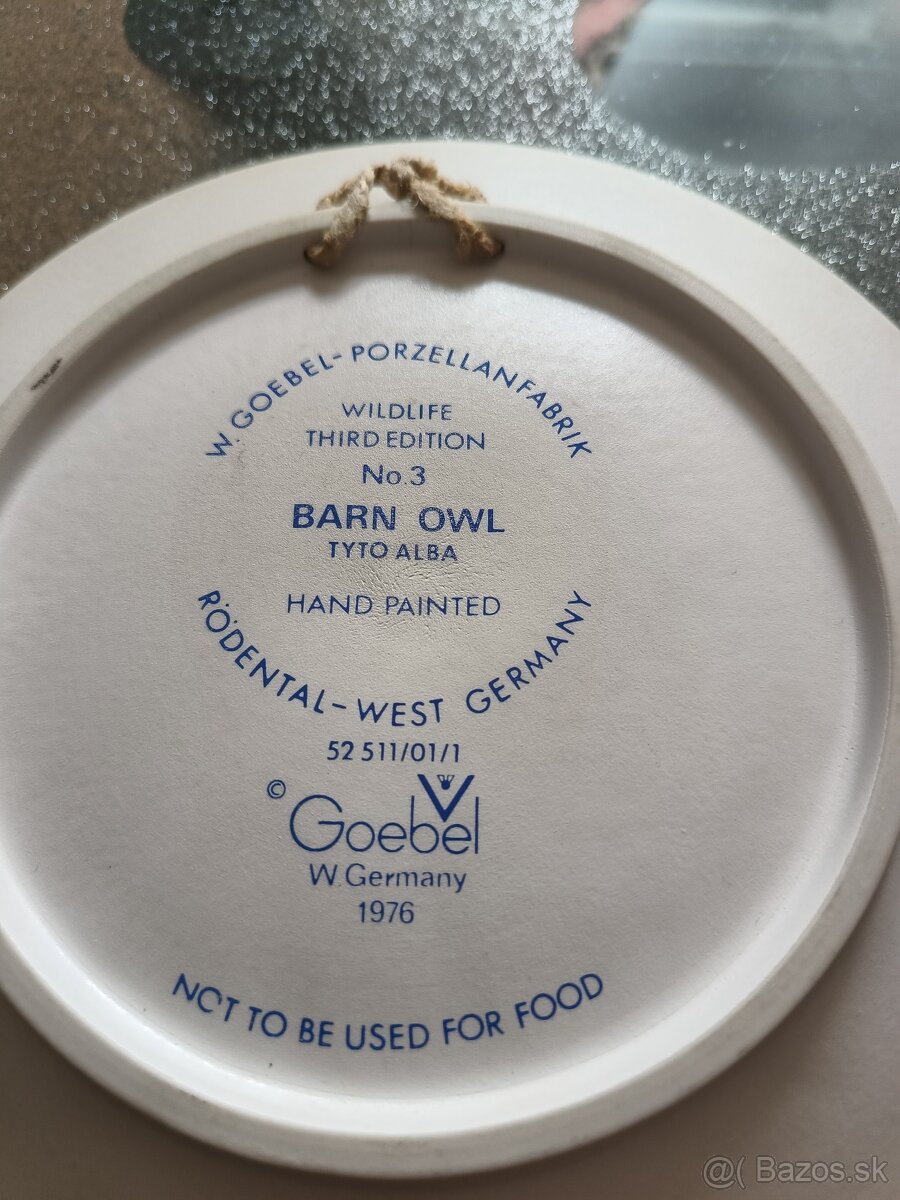 W. GOEBEL-PORZELLANFABRIK
WILDLIFE
THIRD EDITION
No.3
BARN OWL
TYTO ALBA
HAND PAINTED
RÖDENTAL-WEST GERMANY
52 511/01/1
© Goebel
W.Germany
1976
NOT TO BE USED FOR FOOD
@( Bazos.sk